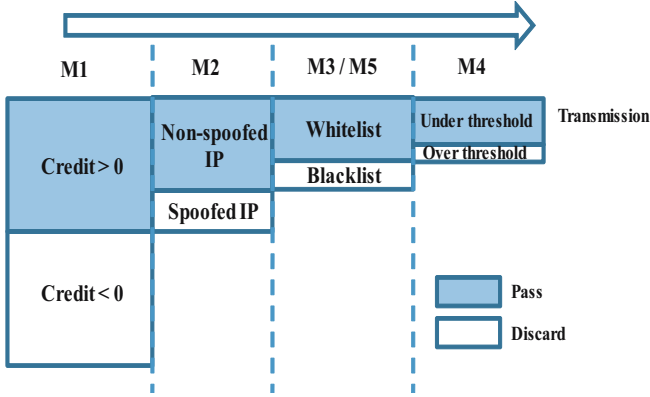 M1
M2
M3 / M5
M4
Credit > 0
Non-spoofed
IP
Whitelist
Under threshold
Transmission
Over threshold
Blacklist
Spoofed IP
Credit < 0
Pass
Discard